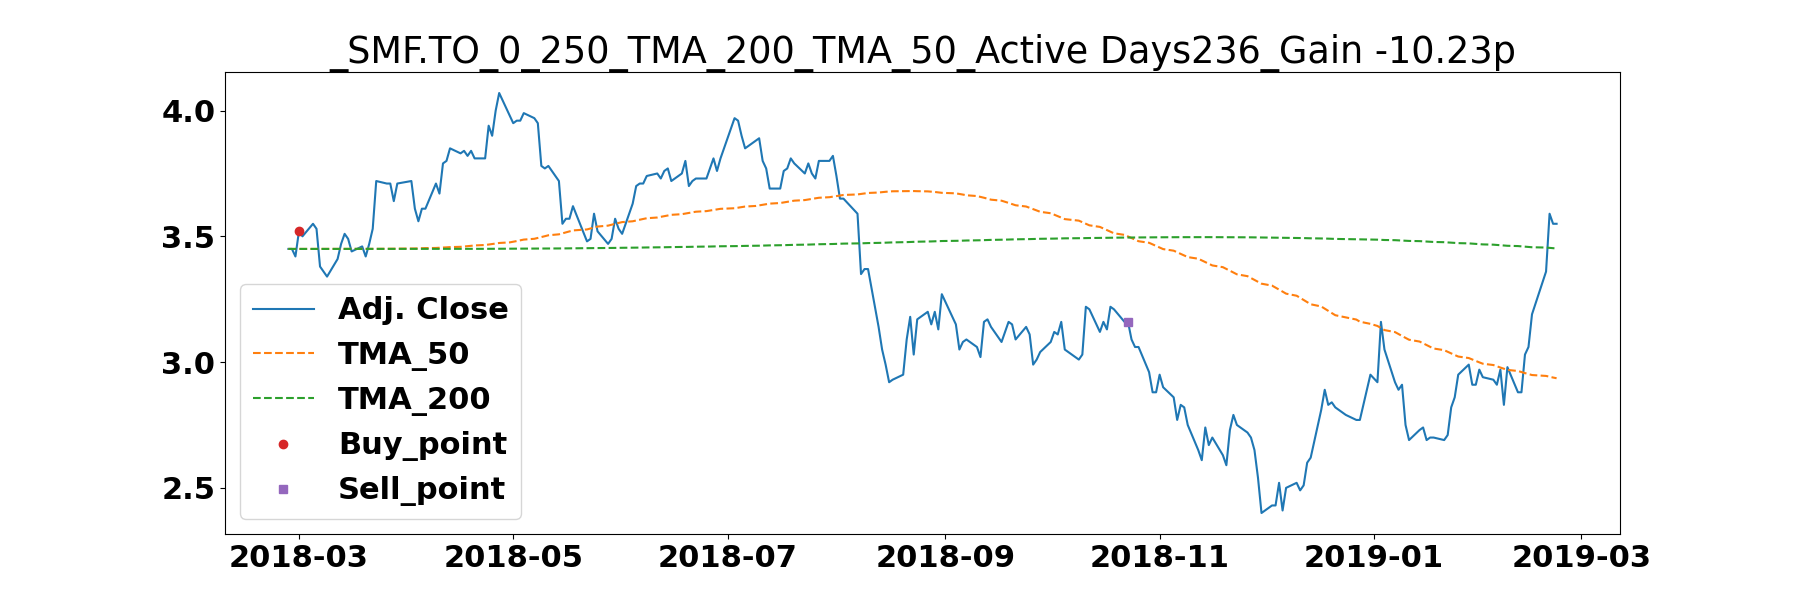 _SMF.TO_0_250_TMA_200_TMA_50_Active Days236_Gain -10.23p
4.0
3.5
3.0
2.5
Adj. Close
TMA_50
TMA_200
Buy_point
Sell_point
2018-03 2018-05 2018-07 2018-09 2018-11 2019-01 2019-03